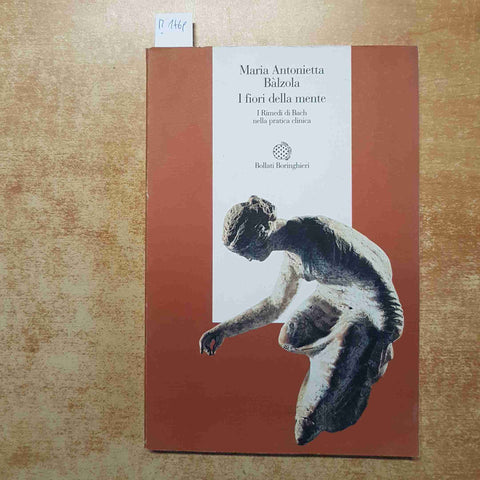 Maria Antonietta
Bàlzola
I fiori della mente
I Rimedi di Bach
nella pratica clinica
Bollati Boringhieri